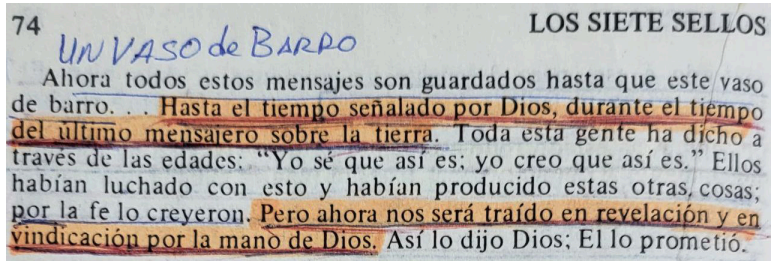 74 LOS SIETE SELLOS
UN VASO de BARRO
Ahora todos estos mensajes son guardados hasta que este vaso
de barro. . . Hasta el tiempo señalado por Dios, durante el tiempo
del último mensajero sobre la tierra. Toda esta gente ha dicho a
través de las edades: “Yo sé que así es; yo creo que así es.” Ellos
habían luchado con esto y habían producido estas otras cosas;
por la fe lo creyeron. Pero ahora nos será traído en revelación y en
vindicación por la mano de Dios. Así lo dijo Dios; El lo prometió.